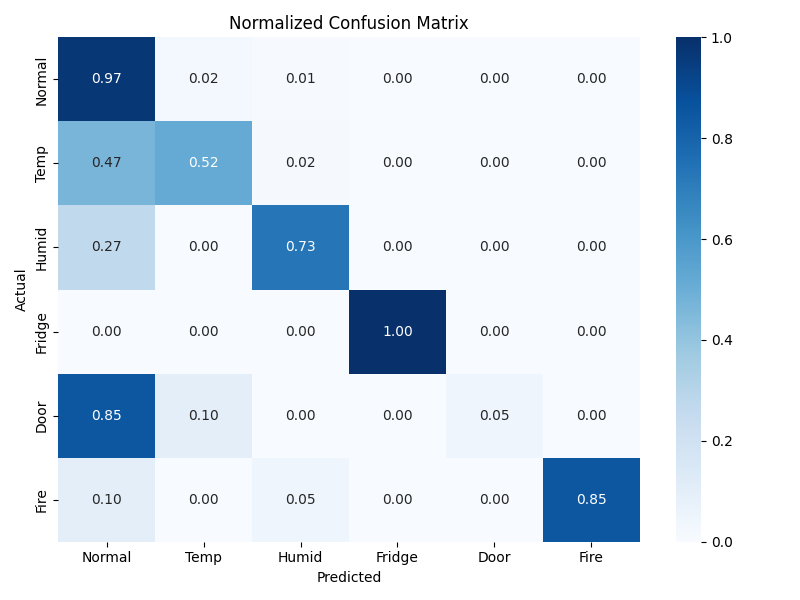 Normalized Confusion Matrix
Actual
Normal 0.97 0.02 0.01 0.00 0.00 0.00
Temp 0.47 0.52 0.02 0.00 0.00 0.00
Humid 0.27 0.00 0.73 0.00 0.00 0.00
Fridge 0.00 0.00 0.00 1.00 0.00 0.00
Door 0.85 0.10 0.00 0.00 0.05 0.00
Fire 0.10 0.00 0.05 0.00 0.00 0.85
Normal Temp Humid Fridge Door Fire
Predicted
1.0
0.8
0.6
0.4
0.2
0.0